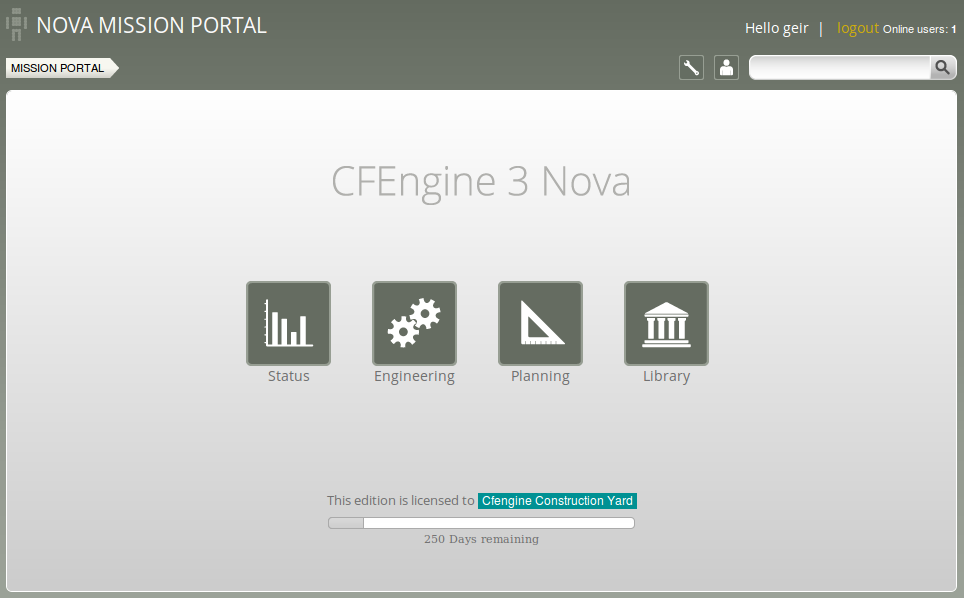 NOVA MISSION PORTAL
Hello geir | logout Online users: 1
MISSION PORTAL
CFEngine 3 Nova
Status Engineering Planning Library
This edition is licensed to Cfengine Construction Yard
250 Days remaining